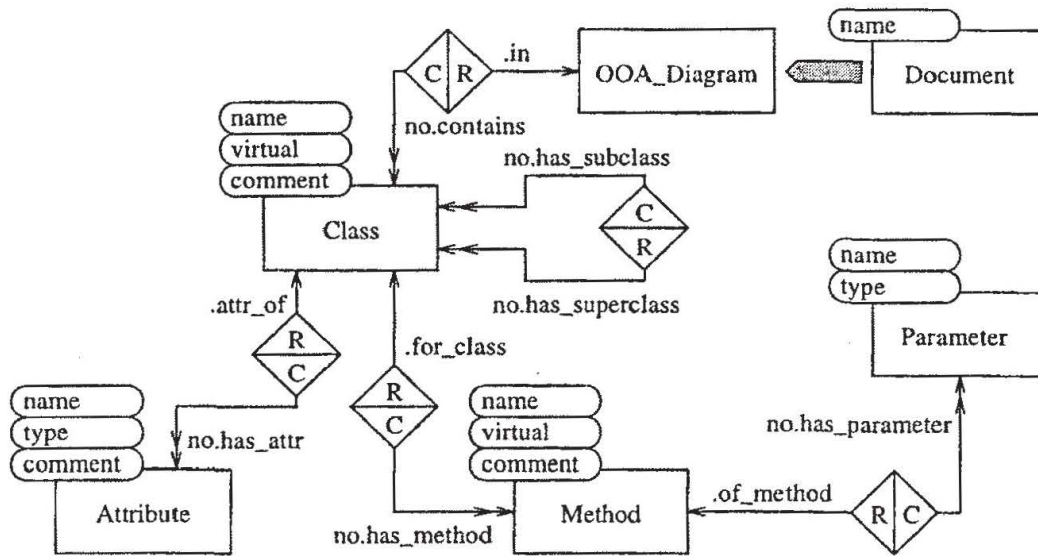 name
.in
C R
OOA_Diagram
Document
no.contains
name
virtual
comment
Class
no.has_subclass
C
R
no.has_superclass
name
type
Parameter
.attr_of
R
C
.for_class
R
C
name
type
comment
no.has_attr
Attribute
name
virtual
comment
no.has_method
Method
.of_method
no.has_parameter
R C